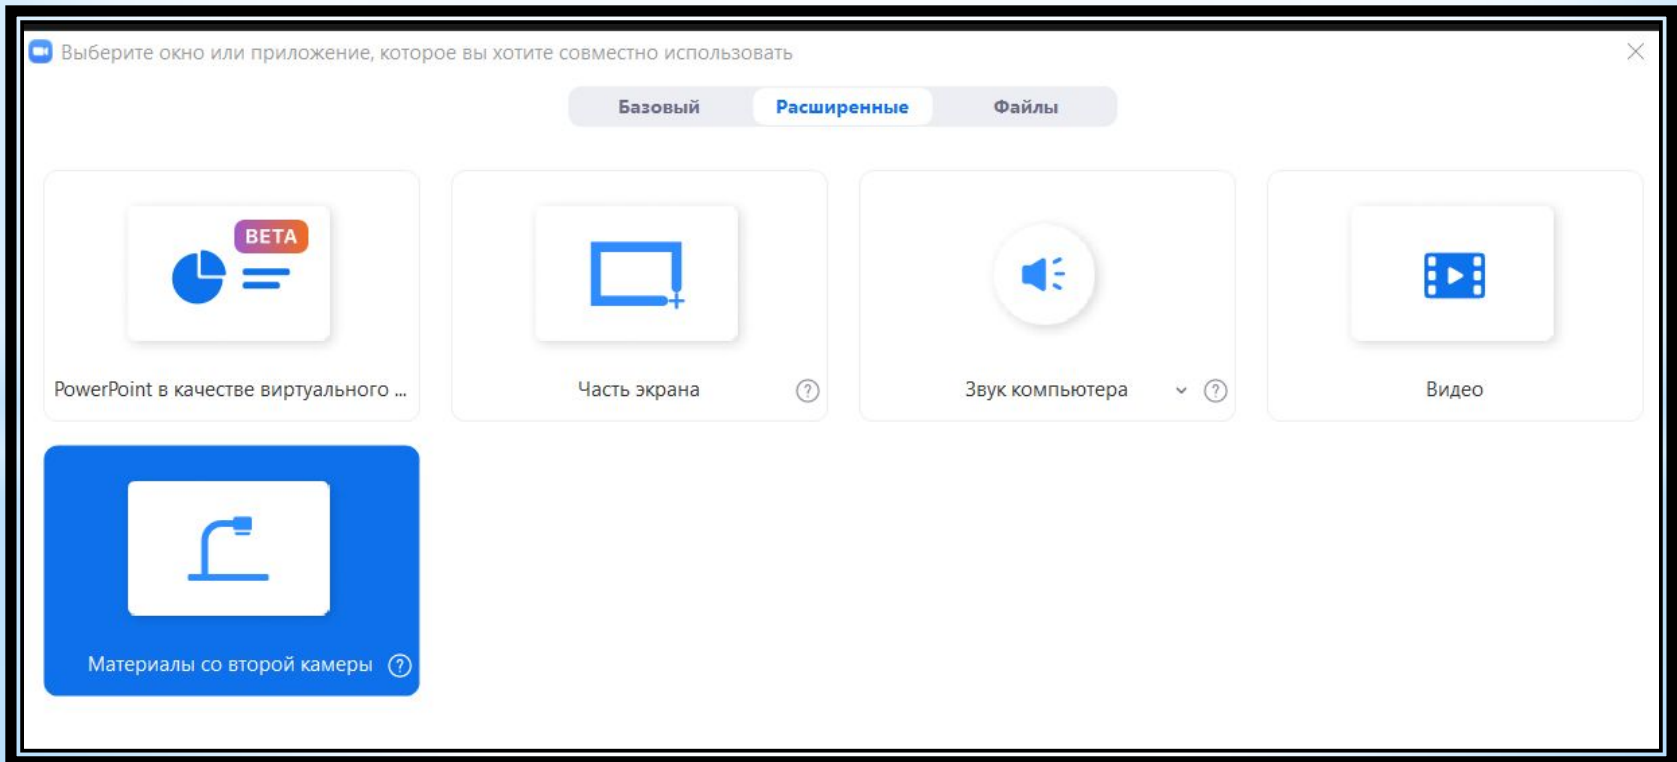 Выберите окно или приложение, которое вы хотите совместно использовать
Базовый Расширенные Файлы
BETA
PowerPoint в качестве виртуального ...
Часть экрана ?
Звук компьютера ?
Видео
Материалы со второй камеры ?